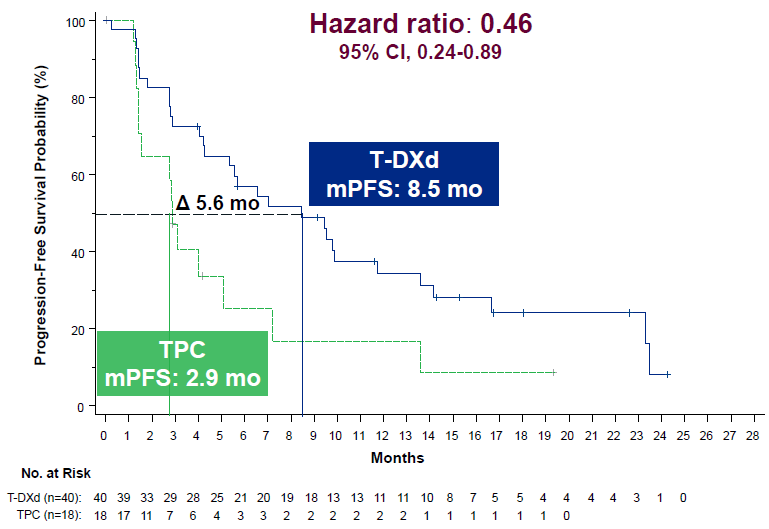 Hazard ratio: 0.46
95% CI, 0.24-0.89
Progression-Free Survival Probability (%)
100
80
60
40
20
0
T-DXd
mPFS: 8.5 mo
Δ 5.6 mo
TPC
mPFS: 2.9 mo
0 1 2 3 4 5 6 7 8 9 10 11 12 13 14 15 16 17 18 19 20 21 22 23 24 25 26 27 28
Months
No. at Risk
T-DXd (n=40): 40 39 33 29 28 25 21 20 19 18 13 13 11 11 10 8 7 5 5 4 4 4 4 3 1 0
TPC (n=18): 18 17 11 7 6 4 3 3 2 2 2 2 2 2 1 1 1 1 1 1 0